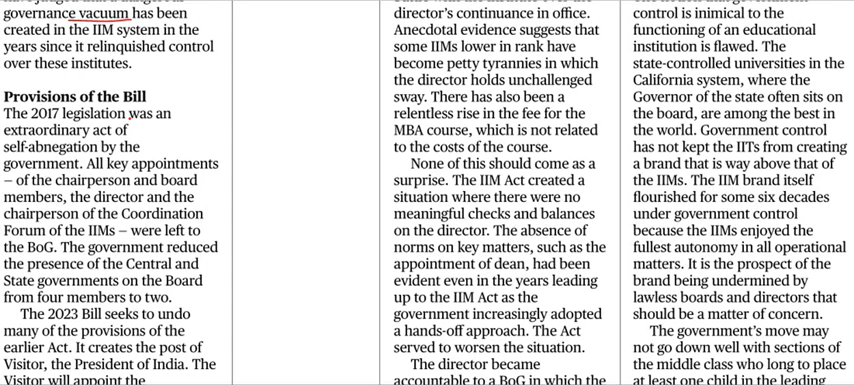 governance vacuum has been
created in the IIM system in the
years since it relinquished control
over these institutes.
Provisions of the Bill
The 2017 legislation was an
extraordinary act of
self-abnegation by the
government. All key appointments
– of the chairperson and board
members, the director and the
chairperson of the Coordination
Forum of the IIMs – were left to
the BoG. The government reduced
the presence of the Central and
State governments on the Board
from four members to two.
The 2023 Bill seeks to undo
many of the provisions of the
earlier Act. It creates the post of
Visitor, the President of India. The
Visitor will appoint the
director's continuance in office.
Anecdotal evidence suggests that
some IIMs lower in rank have
become petty tyrannies in which
the director holds unchallenged
sway. There has also been a
relentless rise in the fee for the
MBA course, which is not related
to the costs of the course.
None of this should come as a
surprise. The IIM Act created a
situation where there were no
meaningful checks and balances
on the director. The absence of
norms on key matters, such as the
appointment of dean, had been
evident even in the years leading
up to the IIM Act as the
government increasingly adopted
a hands-off approach. The Act
served to worsen the situation.
The director became
accountable to a BoG in which the
control is inimical to the
functioning of an educational
institution is flawed. The
state-controlled universities in the
California system, where the
Governor of the state often sits on
the board, are among the best in
the world. Government control
has not kept the IITs from creating
a brand that is way above that of
the IIMs. The IIM brand itself
flourished for some six decades
under government control
because the IIMs enjoyed the
fullest autonomy in all operational
matters. It is the prospect of the
brand being undermined by
lawless boards and directors that
should be a matter of concern.
The government's move may
not go down well with sections of
the middle class who long to place
at least one child in the leading